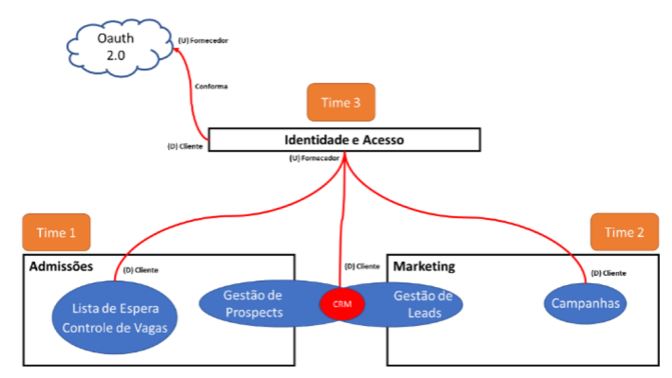 Oauth
2.0
(U) Fornecedor
Conforma
Time 3
(D) Cliente
Identidade e Acesso
(U) Fornecedor
Time 1
Time 2
Admissões
(D) Cliente
(D) Cliente
Marketing
(D) Cliente
Lista de Espera
Controle de Vagas
Gestão de
Prospects
CRM
Gestão de
Leads
Campanhas